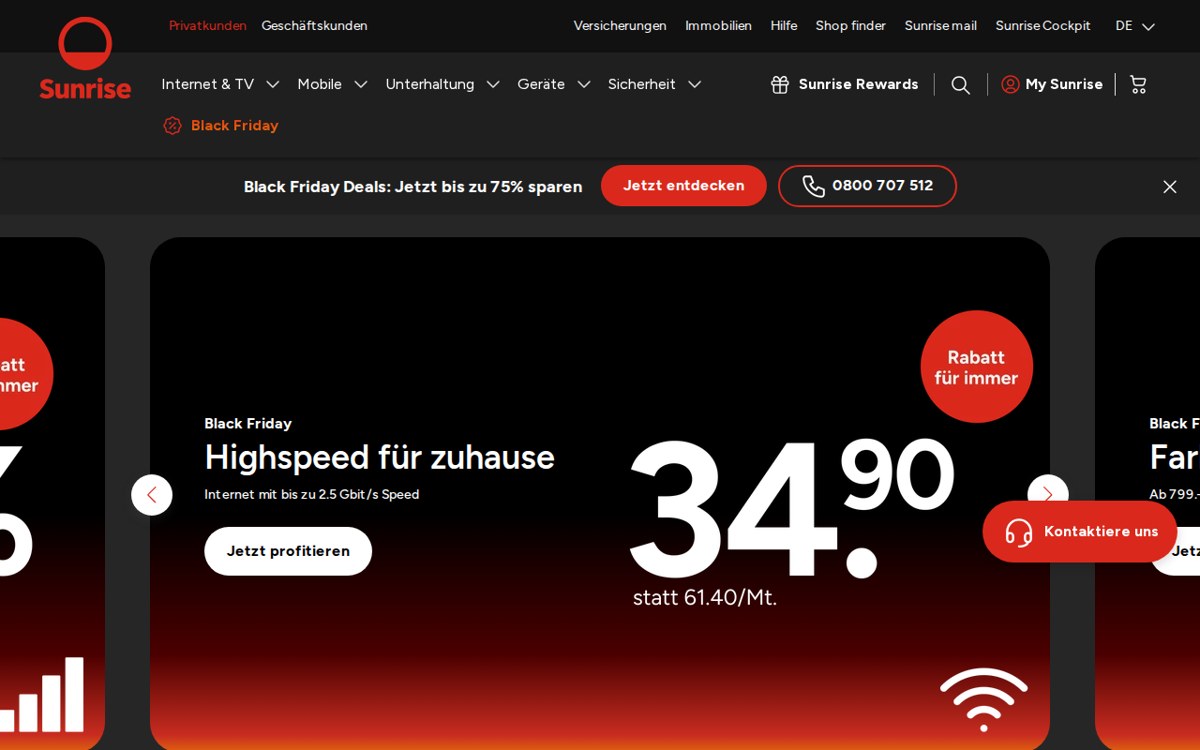 Privatkunden Geschäftskunden Versicherungen Immobilien Hilfe Shop finder Sunrise mail Sunrise Cockpit DE
Sunrise
Internet & TV Mobile Unterhaltung Geräte Sicherheit Sunrise Rewards My Sunrise
Black Friday
Black Friday Deals: Jetzt bis zu 75% sparen Jetzt entdecken 0800 707 512
Rabatt
für immer
Black Friday
Highspeed für zuhause
Internet mit bis zu 2.5 Gbit/s Speed
Jetzt profitieren
34.90
statt 61.40/Mt.
Kontaktiere uns
Ab 799.-